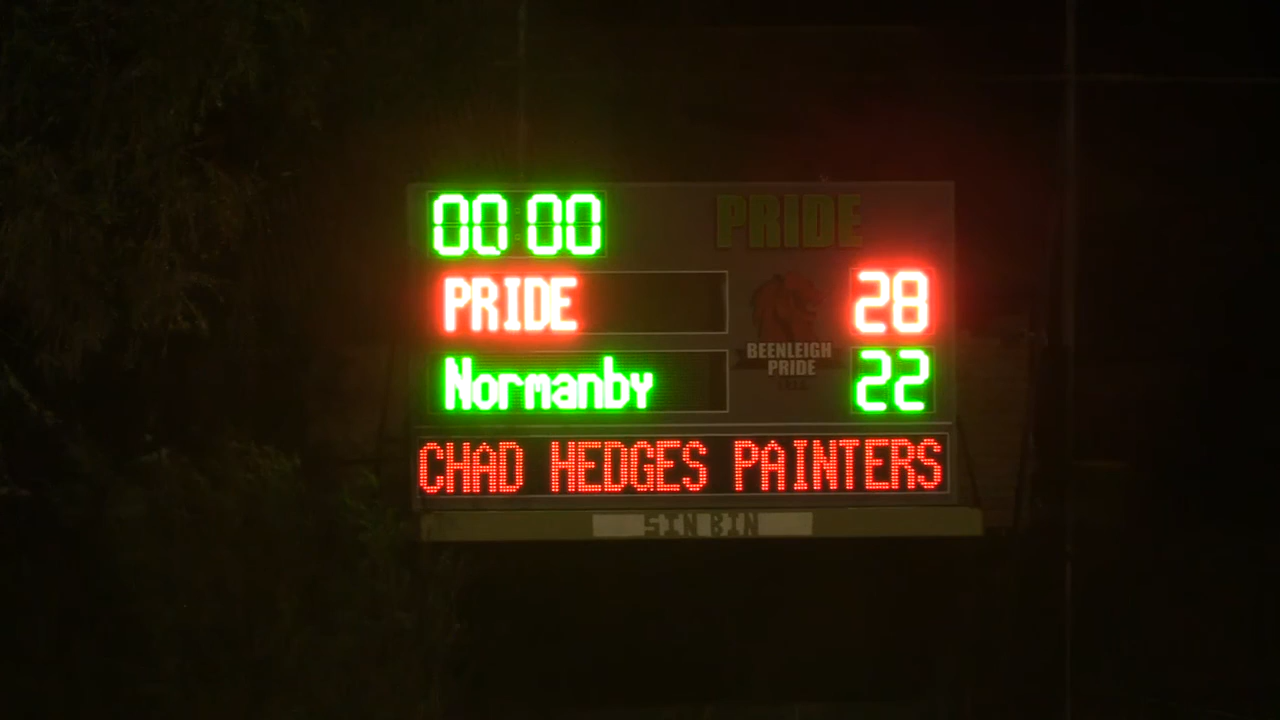 00:00
PRIDE
PRIDE 28
BEENLEIGH
PRIDE
Normanby 22
CHAD HEDGES PAINTERS
SIN BIN